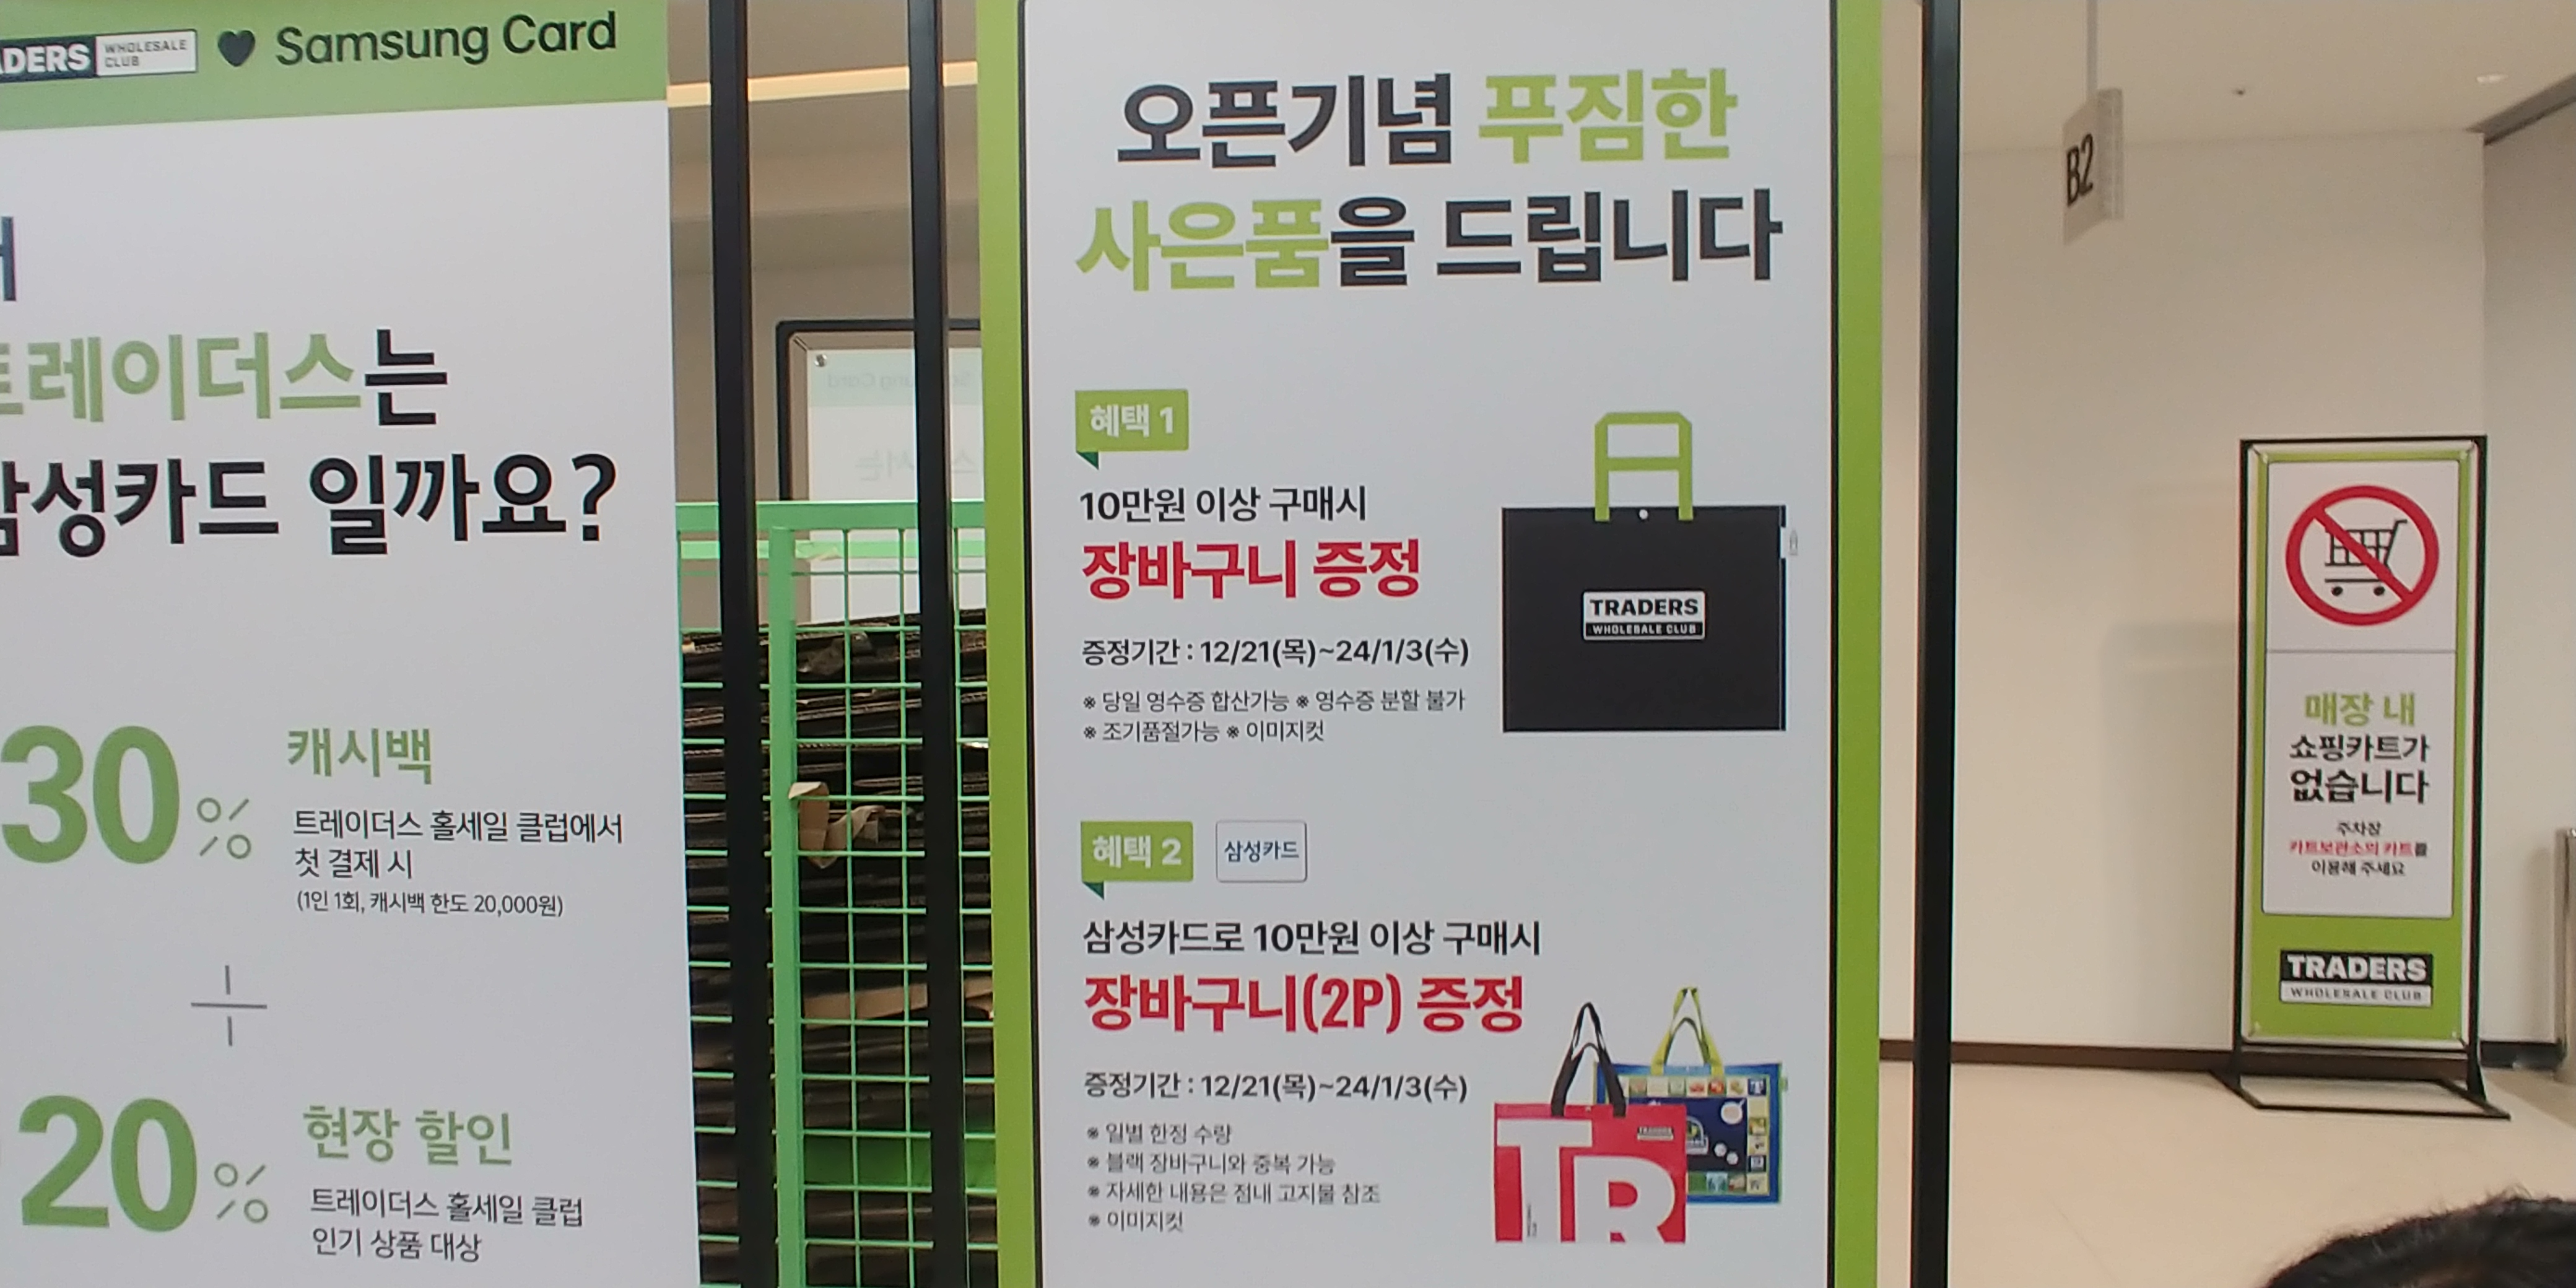 WHOLESALE
CLUB
Samsung Card
트레이더스는
삼성카드 일까요?
30%
캐시백
트레이더스 홀세일 클럽에서
첫 결제 시
(1인 1회, 캐시백 한도 20,000원)
+
20%
현장 할인
트레이더스 홀세일 클럽
인기 상품 대상
오픈기념 푸짐한
사은품을 드립니다
혜택 1
10만원 이상 구매시
장바구니 증정
증정기간 : 12/21(목)~24/1/3(수)
※ 당일 영수증 합산가능 ※ 영수증 분할 불가
※ 조기품절가능 ※ 이미지컷
TRADERS
WHOLESALE CLUB
혜택 2
삼성카드
삼성카드로 10만원 이상 구매시
장바구니(2P) 증정
증정기간 : 12/21(목)~24/1/3(수)
※ 일별 한정 수량
※ 블랙 장바구니와 중복 가능
※ 자세한 내용은 점내 고지물 참조
※ 이미지컷
TR
B2
매장 내
쇼핑카트가
없습니다
주차장
카트보관소의 카트를
이용해 주세요
TRADERS
WHOLESALE CLUB